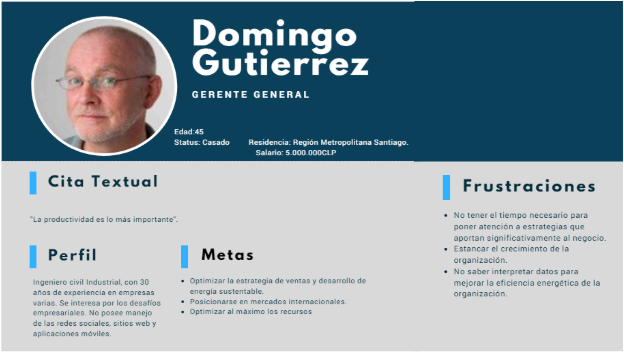 Domingo
Gutierrez
GERENTE GENERAL
Edad:45
Status: Casado
Residencia: Región Metropolitana Santiago.
Salario: 5.000.000CLP
Cita Textual
"La productividad es lo más importante".
Perfil
Ingeniero civil Industrial, con 30
años de experiencia en empresas
varias. Se interesa por los desafíos
empresariales. No posee manejo
de las redes sociales, sitios web y
aplicaciones móviles.
Metas
• Optimizar la estrategia de ventas y desarrollo de
energía sustentable.
• Posicionarse en mercados internacionales.
• Optimizar al máximo los recursos
Frustraciones
• No tener el tiempo necesario para
poner atención a estrategias que
aportan significativamente al negocio.
• Estancar el crecimiento de la
organización.
• No saber interpretar datos para
mejorar la eficiencia energética de la
organización.